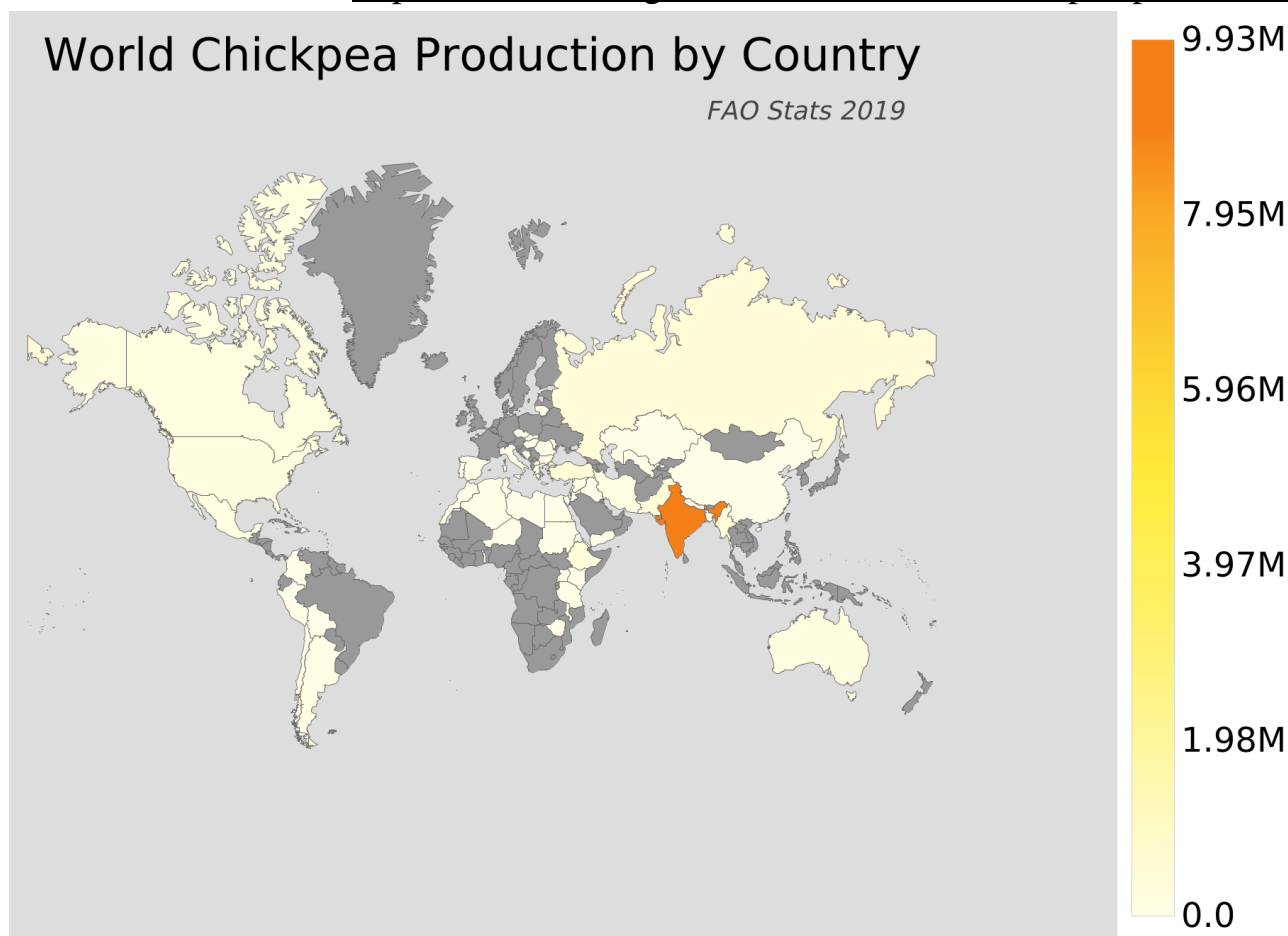 World Chickpea Production by Country
FAO Stats 2019
9.93M
7.95M
5.96M
3.97M
1.98M
0.0